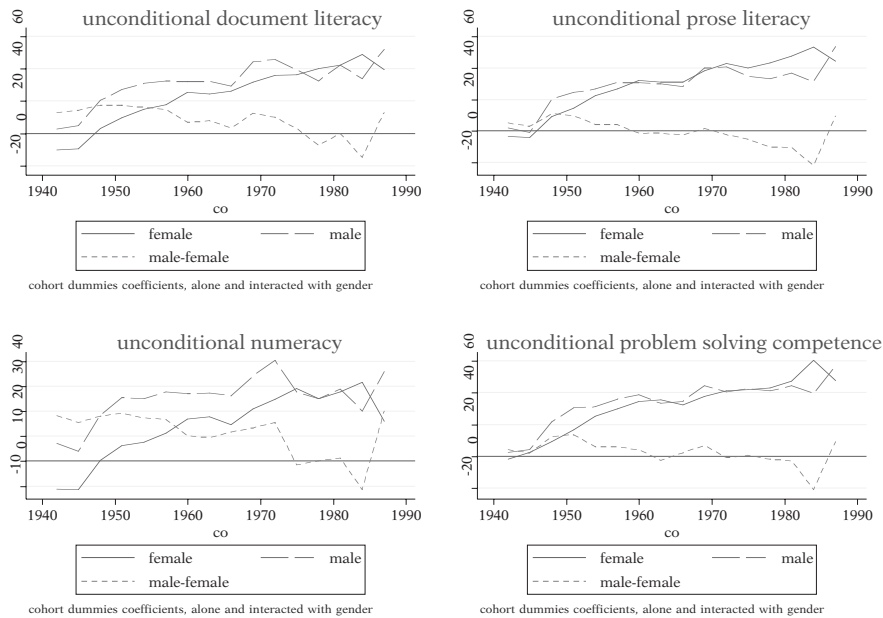 unconditional document literacy
60
40
20
0
-20
1940 1950 1960 1970 1980 1990
co
female male
male-female
cohort dummies coefficients, alone and interacted with gender
unconditional prose literacy
60
40
20
0
-20
1940 1950 1960 1970 1980 1990
co
female male
male-female
cohort dummies coefficients, alone and interacted with gender
unconditional numeracy
40
30
20
10
0
-10
1940 1950 1960 1970 1980 1990
co
female male
male-female
cohort dummies coefficients, alone and interacted with gender
unconditional problem solving competence
60
40
20
0
-20
1940 1950 1960 1970 1980 1990
co
female male
male-female
cohort dummies coefficients, alone and interacted with gender